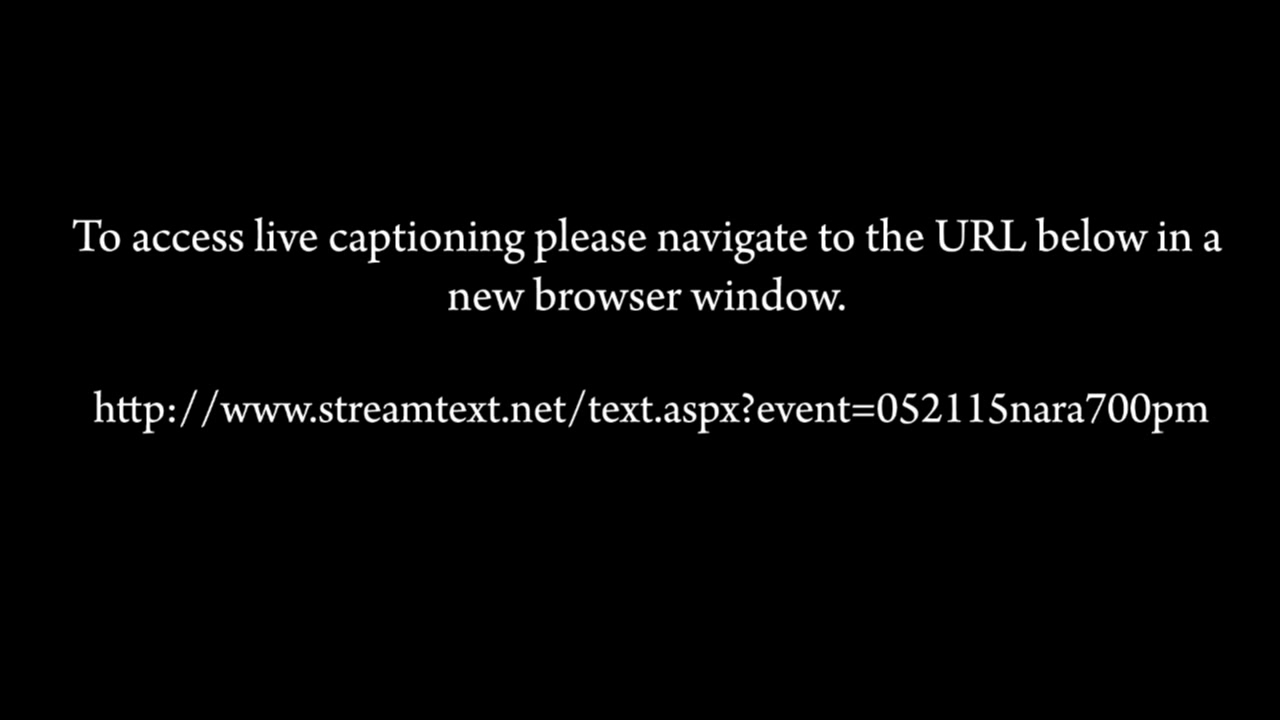 To access live captioning please navigate to the URL below in a
new browser window.
http://www.streamtext.net/text.aspx?event=052115nara700pm